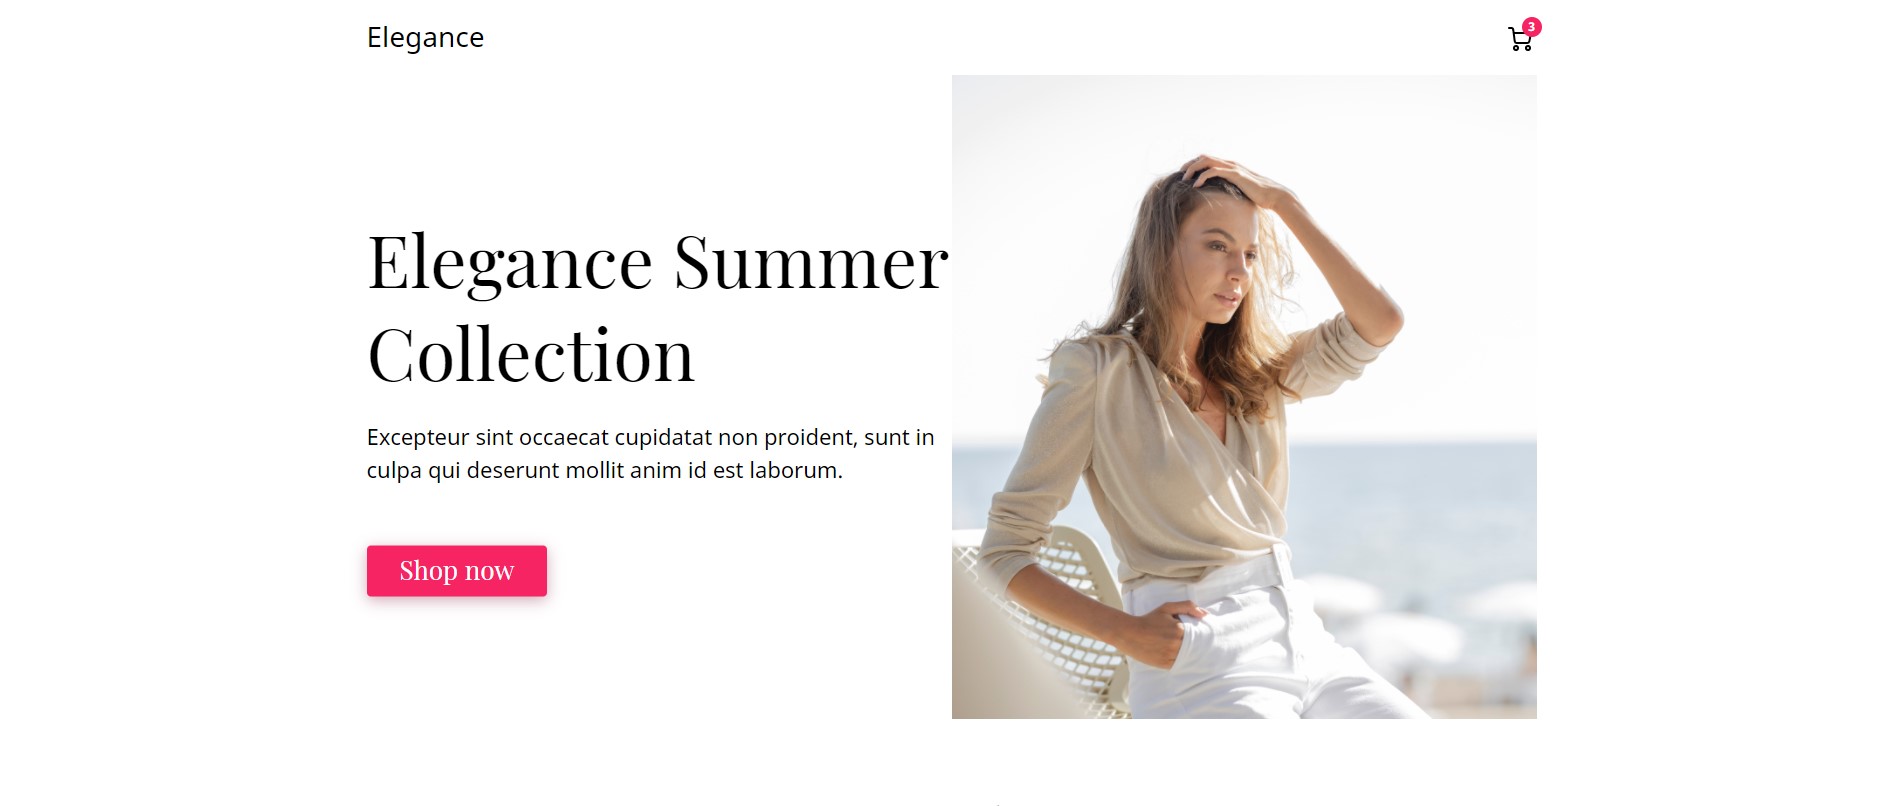 Elegance
3
Elegance Summer
Collection
Excepteur sint occaecat cupidatat non proident, sunt in
culpa qui deserunt mollit anim id est laborum.
Shop now